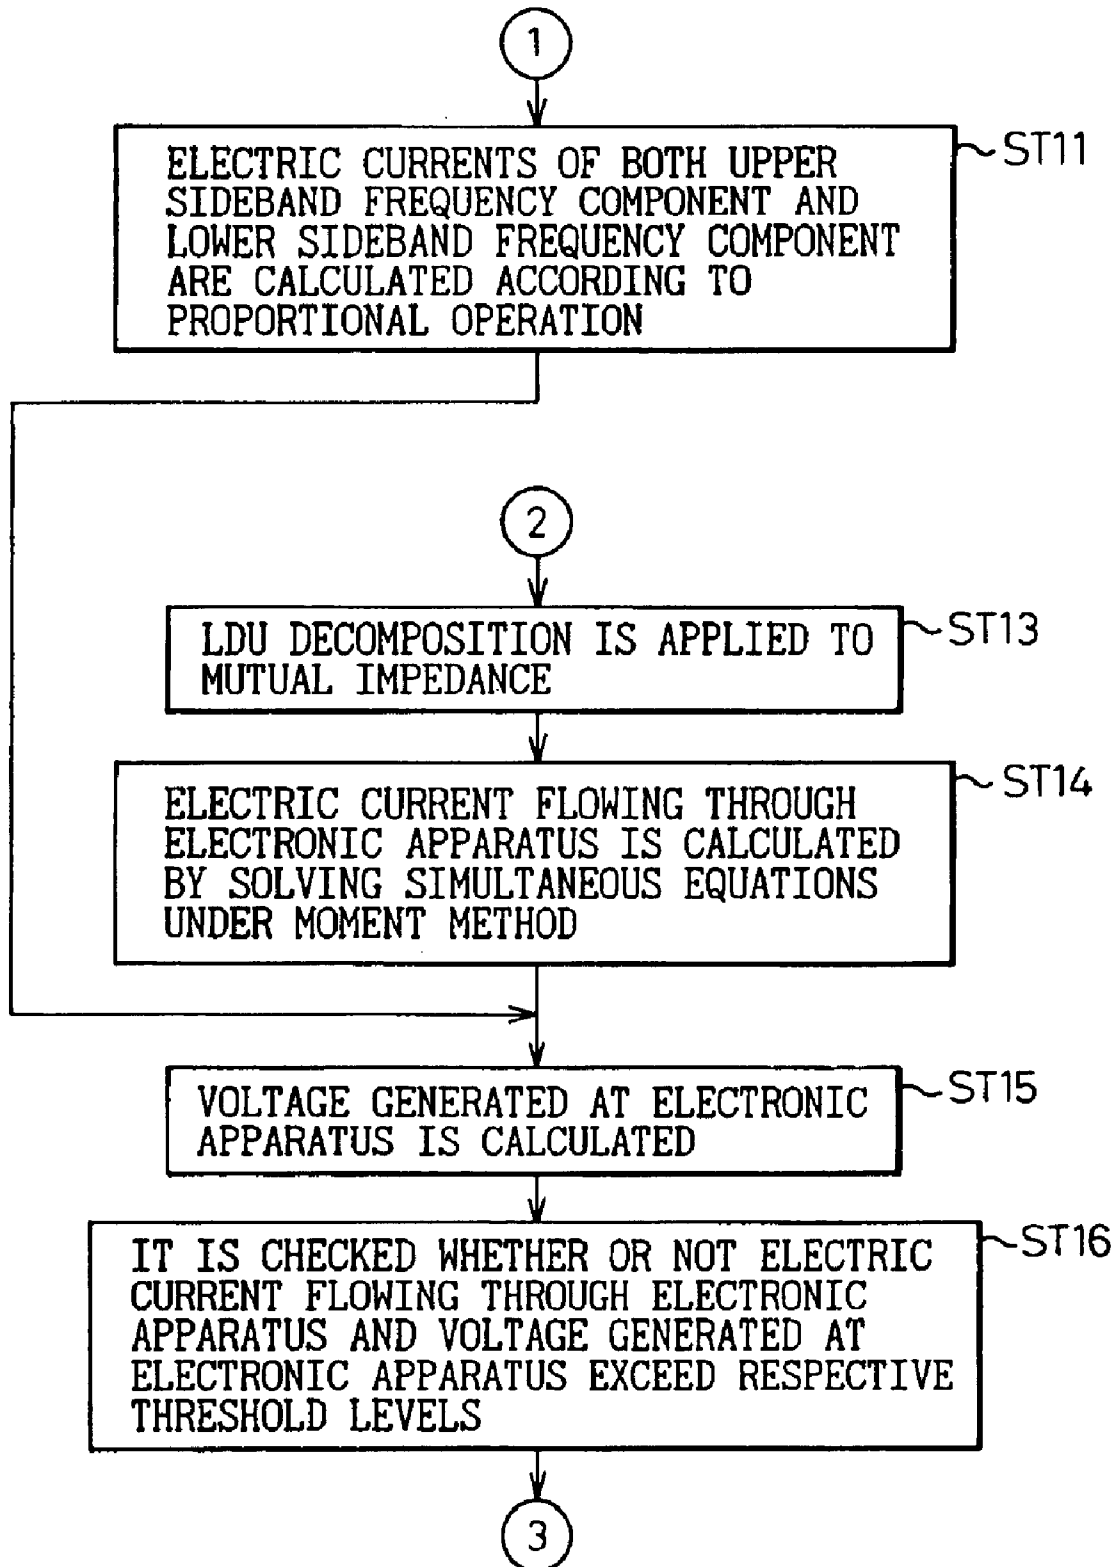 1
ST11
ELECTRIC CURRENTS OF BOTH UPPER
SIDEBAND FREQUENCY COMPONENT AND
LOWER SIDEBAND FREQUENCY COMPONENT
ARE CALCULATED ACCORDING TO
PROPORTIONAL OPERATION
2
ST13
LDU DECOMPOSITION IS APPLIED TO
MUTUAL IMPEDANCE
ST14
ELECTRIC CURRENT FLOWING THROUGH
ELECTRONIC APPARATUS IS CALCULATED
BY SOLVING SIMULTANEOUS EQUATIONS
UNDER MOMENT METHOD
ST15
VOLTAGE GENERATED AT ELECTRONIC
APPARATUS IS CALCULATED
ST16
IT IS CHECKED WHETHER OR NOT ELECTRIC
CURRENT FLOWING THROUGH ELECTRONIC
APPARATUS AND VOLTAGE GENERATED AT
ELECTRONIC APPARATUS EXCEED RESPECTIVE
THRESHOLD LEVELS
3